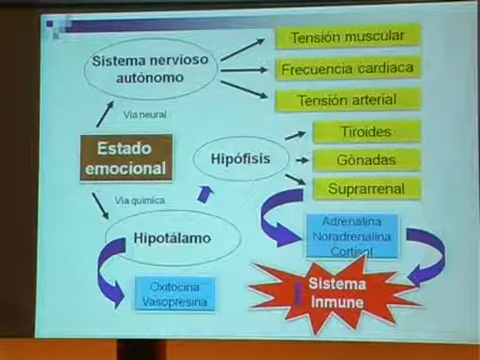 Sistema nervioso
autónomo
Tensión muscular
Frecuencia cardiaca
Tensión arterial
Vía neural
Estado
emocional
Hipófisis
Tiroides
Gónadas
Suprarrenal
Vía química
Hipotálamo
Adrenalina
Noradrenalina
Cortisol
Oxitocina
Vasopresina
Sistema
Inmune